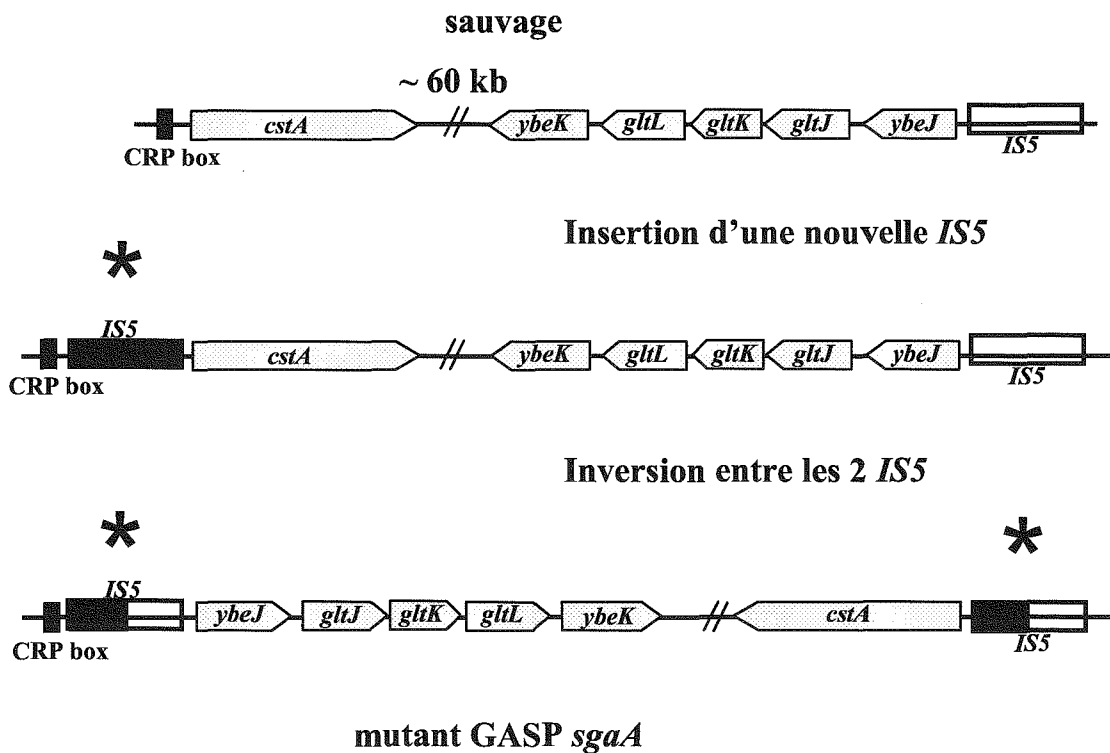 sauvage
~ 60 kb
cstA ybeK gltL gltK gltJ ybeJ
CRP box IS5
Insertion d'une nouvelle IS5
*
IS5
cstA ybeK gltL gltK gltJ ybeJ
CRP box IS5
Inversion entre les 2 IS5
* *
IS5
ybeJ gltJ gltK gltL ybeK cstA
CRP box IS5
mutant GASP sgaA